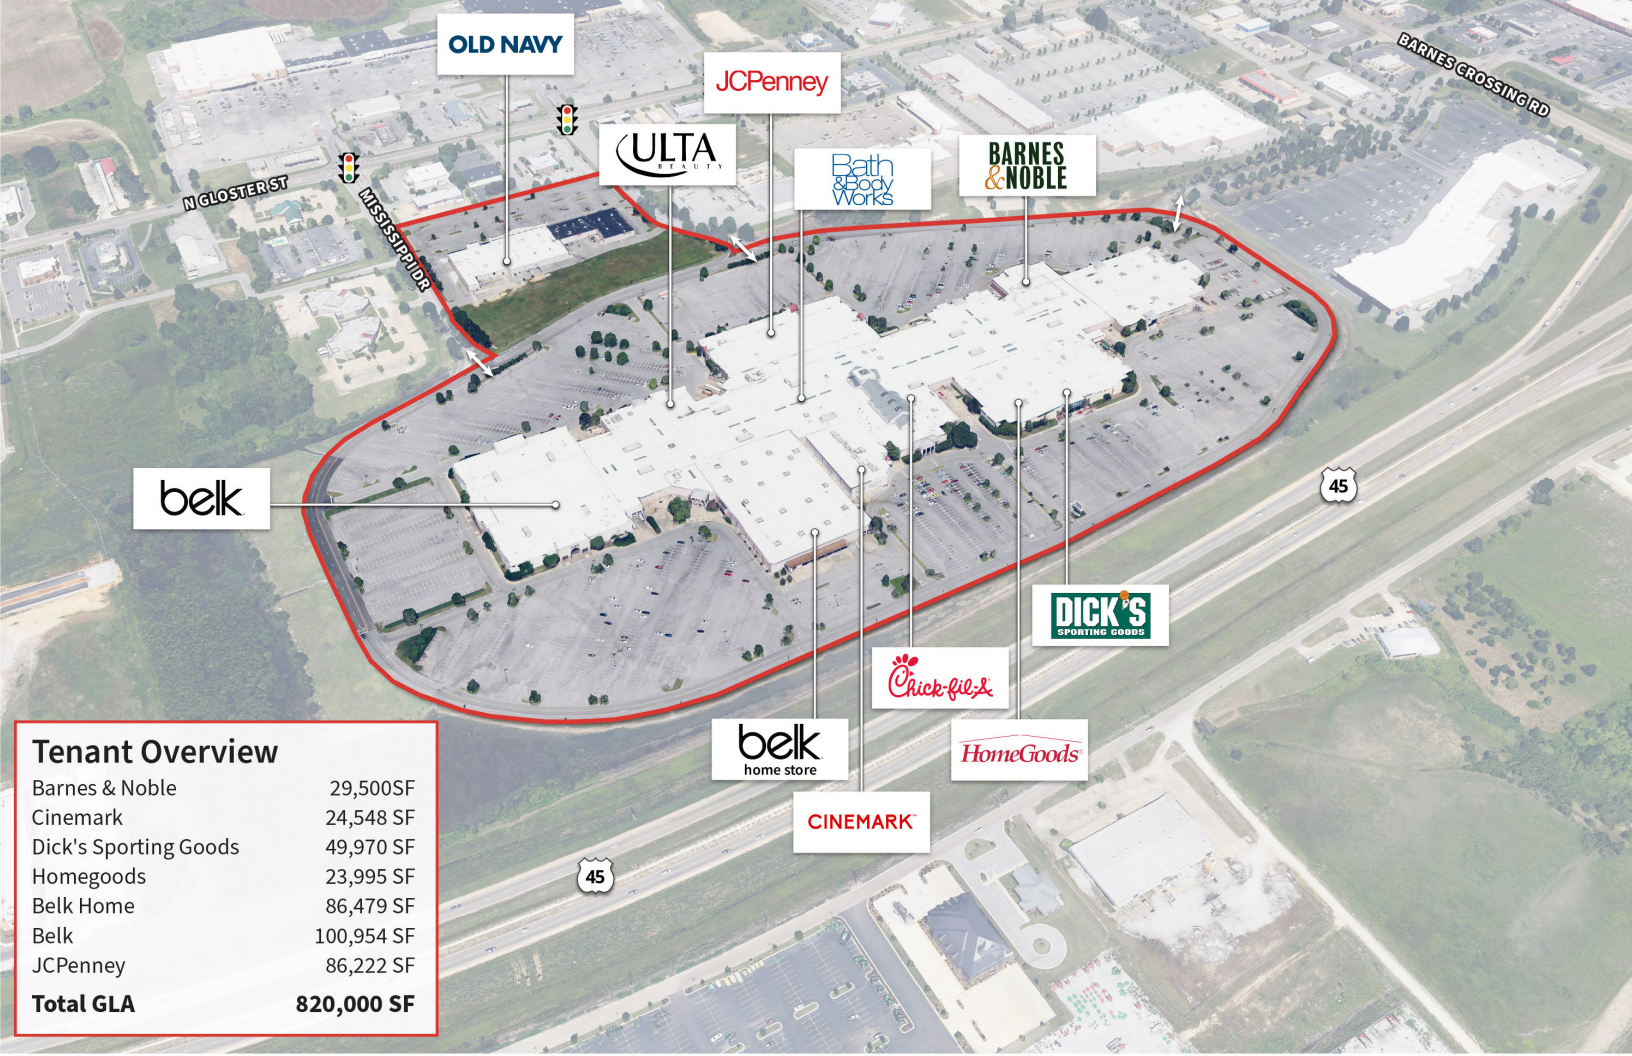 OLD NAVY
JCPenney
ULTA
BEAUTY
Bath
&Body
Works
BARNES
&NOBLE
BARNES CROSSING RD
N GLOSTER ST
MISSISSIPPI DR
belk
45
DICK'S
SPORTING GOODS
Chick-fil-A
belk
home store
HomeGoods
CINEMARK
45
Tenant Overview
Barnes & Noble 29,500SF
Cinemark 24,548 SF
Dick's Sporting Goods 49,970 SF
Homegoods 23,995 SF
Belk Home 86,479 SF
Belk 100,954 SF
JCPenney 86,222 SF
Total GLA 820,000 SF